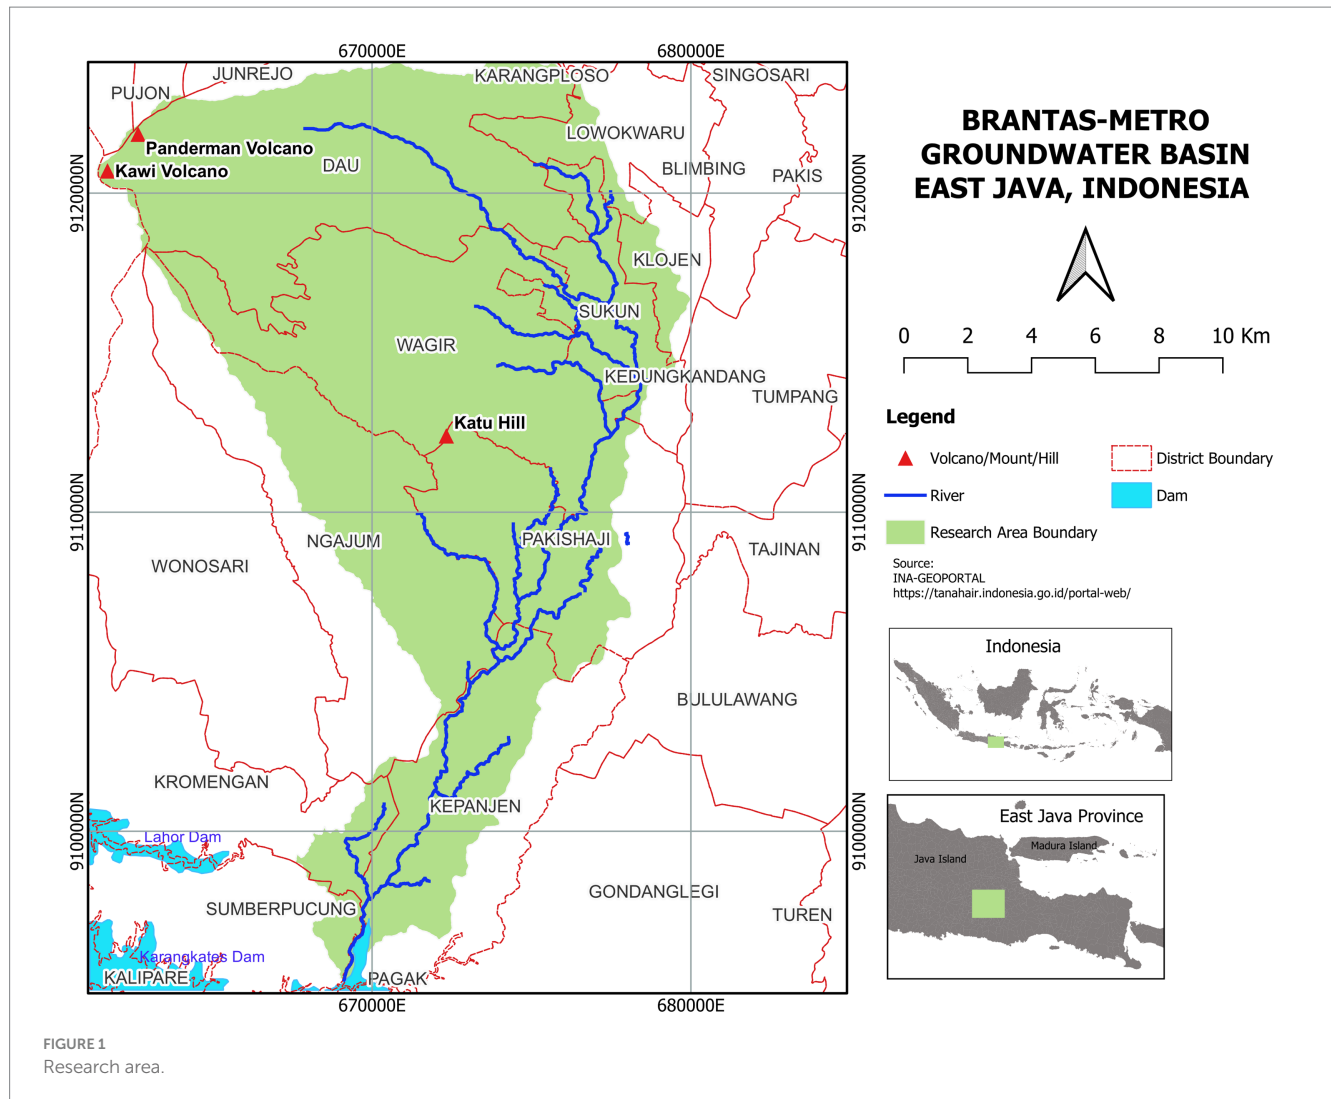 670000E
680000E
JUNREJO
KARANGPLOSO
SINGOSARI
PUJON
LOWOKWARU
Panderman Volcano
DAU
BLIMBING
PAKIS
Kawi Volcano
9120000N
9120000N
KLOJEN
SUKUN
WAGIR
KEDUNGKANDANG
TUMPANG
Katu Hill
9110000N
9110000N
NGAJUM
PAKISHAJI
TAJINAN
WONOSARI
BULULAWANG
KROMENGAN
KEPANJEN
9100000N
9100000N
Lahor Dam
GONDANGLEGI
SUMBERPUCUNG
TUREN
Karangkates Dam
KALIPARE
PAGAK
670000E
680000E
BRANTAS-METRO
GROUNDWATER BASIN
EAST JAVA, INDONESIA
0 2 4 6 8 10 Km
Legend
Volcano/Mount/Hill
District Boundary
River
Dam
Research Area Boundary
Source:
INA-GEOPORTAL
https://tanahair.indonesia.go.id/portal-web/
Indonesia
East Java Province
Java Island
Madura Island
FIGURE 1
Research area.